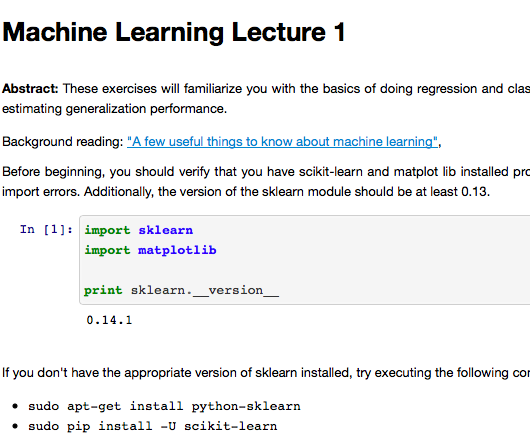 Machine Learning Lecture 1
Abstract: These exercises will familiarize you with the basics of doing regression and clas
estimating generalization performance.
Background reading: "A few useful things to know about machine learning",
Before beginning, you should verify that you have scikit-learn and matplot lib installed pro
import errors. Additionally, the version of the sklearn module should be at least 0.13.
In [1]: import sklearn
import matplotlib
print sklearn.__version__
0.14.1
If you don't have the appropriate version of sklearn installed, try executing the following co
• sudo apt-get install python-sklearn
• sudo pip install -U scikit-learn